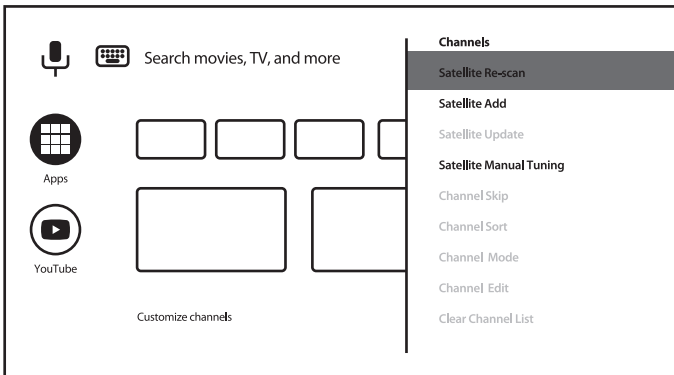 Search movies, TV, and more
Apps
YouTube
Customize channels
Channels
Satellite Re-scan
Satellite Add
Satellite Update
Satellite Manual Tuning
Channel Skip
Channel Sort
Channel Mode
Channel Edit
Clear Channel List